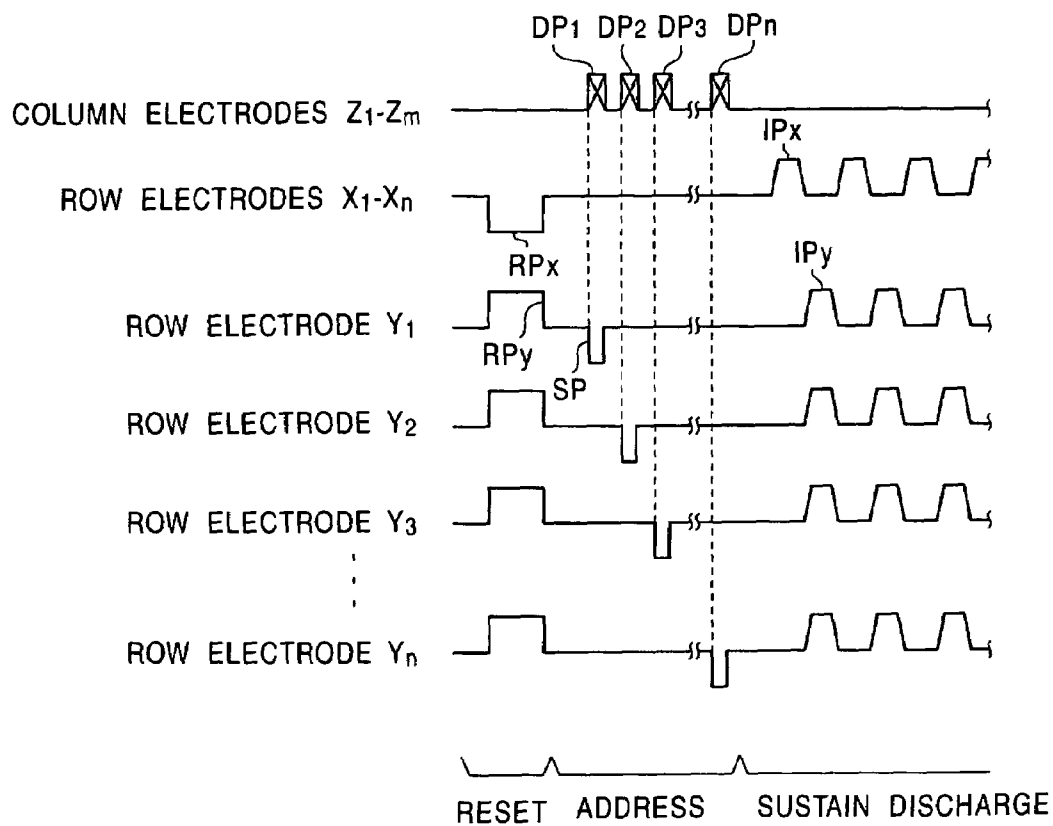 DP1 DP2 DP3 DPn
COLUMN ELECTRODES Z1-Zm
IPx
ROW ELECTRODES X1-Xn
RPx
IPy
ROW ELECTRODE Y1
RPy
SP
ROW ELECTRODE Y2
ROW ELECTRODE Y3
ROW ELECTRODE Yn
RESET ADDRESS SUSTAIN DISCHARGE